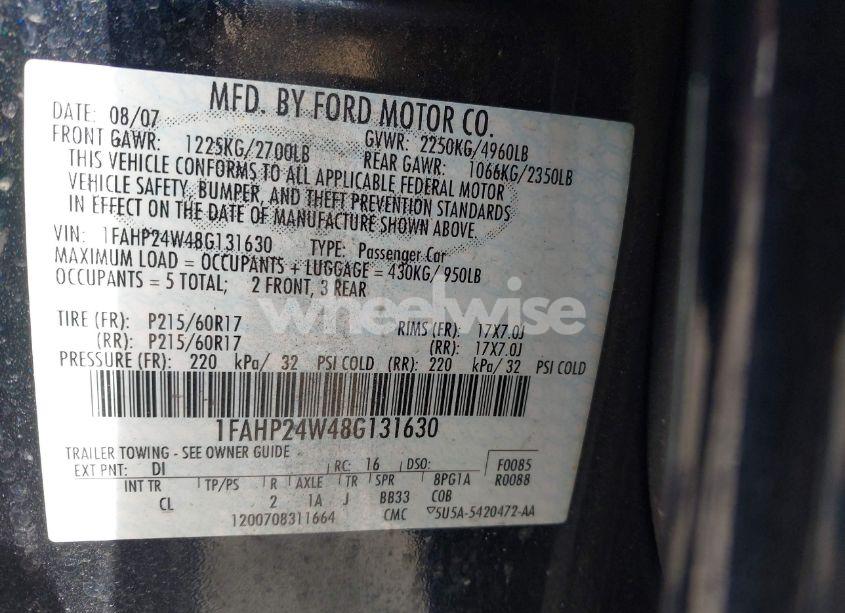 MFD. BY FORD MOTOR CO.
DATE: 08/07 GVWR: 2250KG/4960LB
FRONT GAWR: 1225KG/2700LB REAR GAWR: 1066KG/2350LB
THIS VEHICLE CONFORMS TO ALL APPLICABLE FEDERAL MOTOR
VEHICLE SAFETY, BUMPER, AND THEFT PREVENTION STANDARDS
IN EFFECT ON THE DATE OF MANUFACTURE SHOWN ABOVE.
VIN: 1FAHP24W48G131630 TYPE: Passenger Car
MAXIMUM LOAD = OCCUPANTS + LUGGAGE = 430KG/ 950LB
OCCUPANTS = 5 TOTAL; 2 FRONT, 3 REAR
wheelwise
TIRE (FR): P215/60R17 RIMS (FR): 17X7.0J
(RR): P215/60R17 (RR): 17X7.0J
PRESSURE (FR): 220 kPa/ 32 PSI COLD (RR): 220 kPa/ 32 PSI COLD
1FAHP24W48G131630
TRAILER TOWING - SEE OWNER GUIDE
EXT PNT: DI RC: 16 DSO: F0085
INT TR TP/PS R AXLE TR SPR 8PG1A R0088
CL 2 1A J BB33 COB
1200708311664 CMC 5U5A-5420472-AA